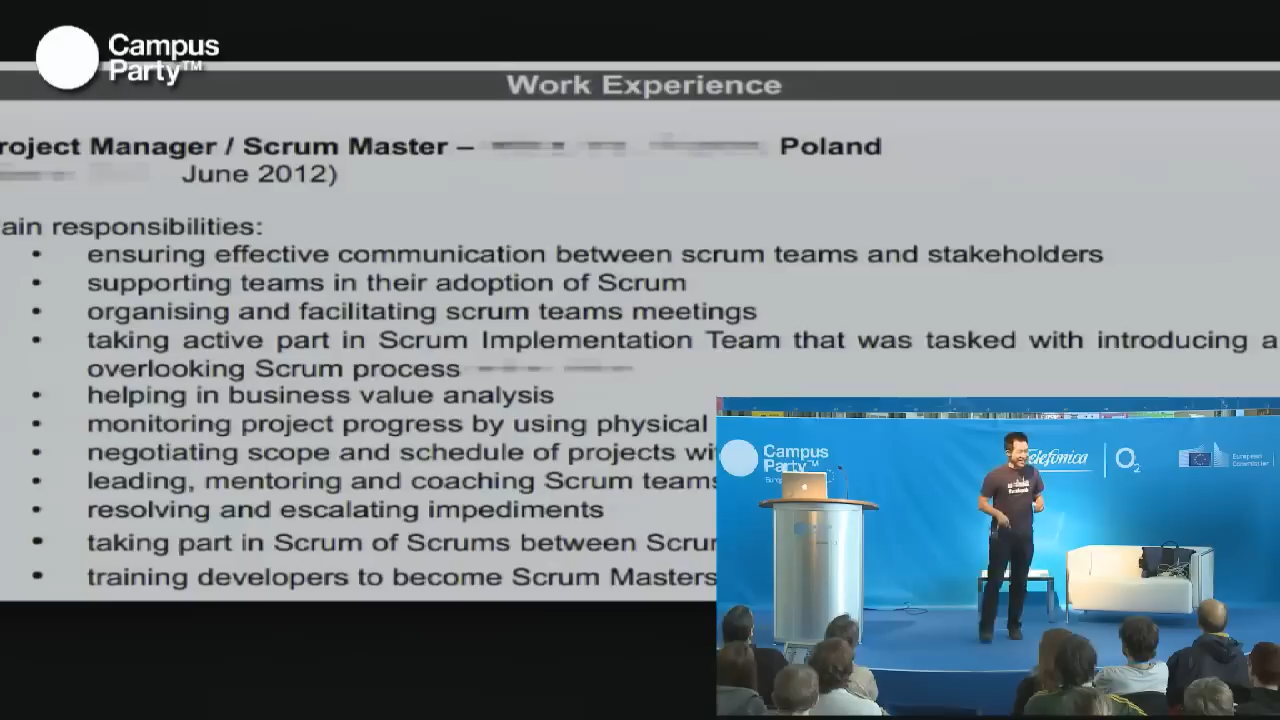 Campus
Party™
Work Experience
roject Manager / Scrum Master – Poland
June 2012)
ain responsibilities:
• ensuring effective communication between scrum teams and stakeholders
• supporting teams in their adoption of Scrum
• organising and facilitating scrum teams meetings
• taking active part in Scrum Implementation Team that was tasked with introducing a
overlooking Scrum process
• helping in business value analysis
• monitoring project progress by using physical
• negotiating scope and schedule of projects wi
• leading, mentoring and coaching Scrum teams
• resolving and escalating impediments
• taking part in Scrum of Scrums between Scru
• training developers to become Scrum Masters
Campus
Party™
Telefonica
O2
European
Commission